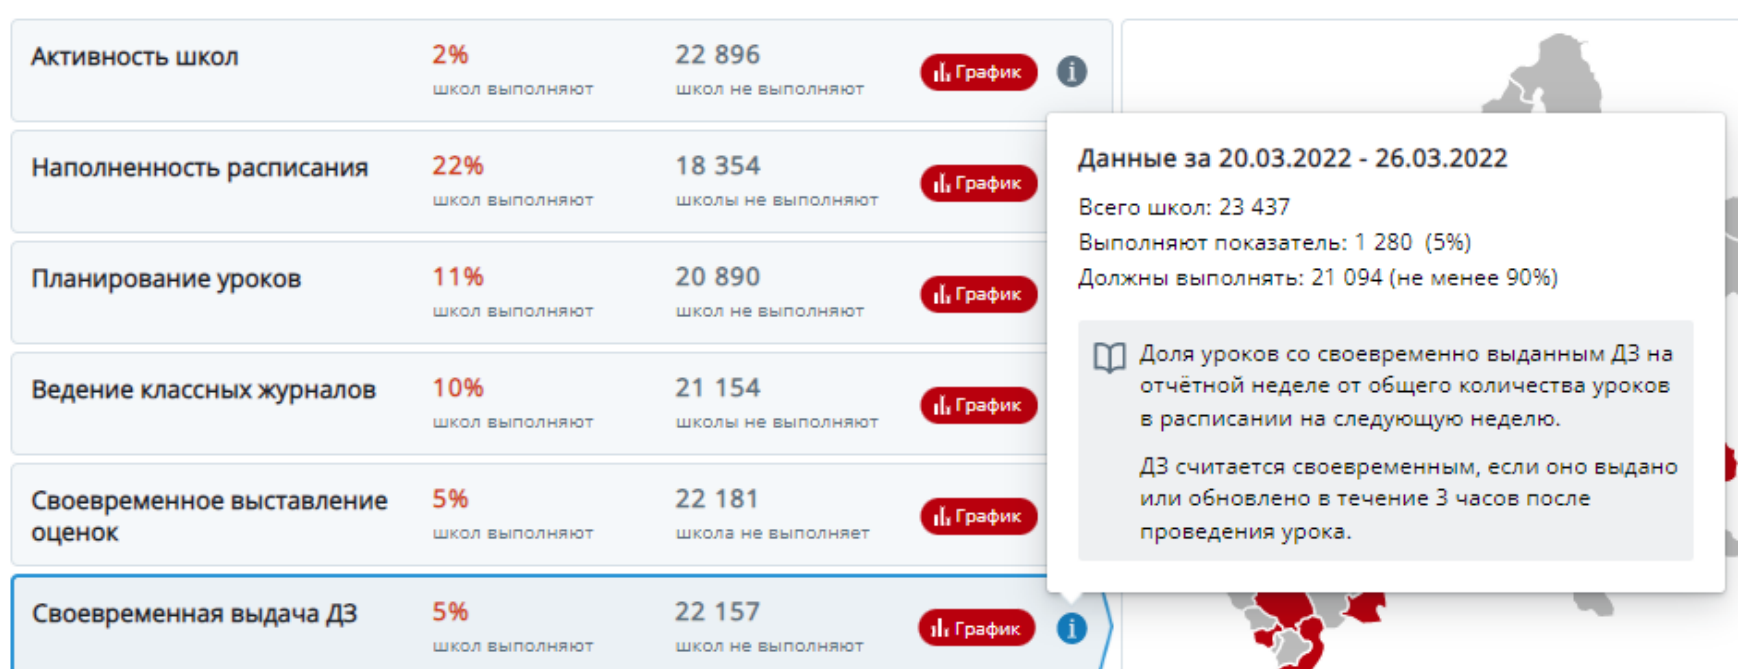 Активность школ
2%
школ выполняют
22 896
школ не выполняют
График
Наполненность расписания
22%
школ выполняют
18 354
школы не выполняют
График
Планирование уроков
11%
школ выполняют
20 890
школ не выполняют
График
Ведение классных журналов
10%
школ выполняют
21 154
школы не выполняют
График
Своевременное выставление
оценок
5%
школ выполняют
22 181
школа не выполняет
График
Своевременная выдача ДЗ
5%
школ выполняют
22 157
школ не выполняют
График
Данные за 20.03.2022 - 26.03.2022
Всего школ: 23 437
Выполняют показатель: 1 280 (5%)
Должны выполнять: 21 094 (не менее 90%)
Доля уроков со своевременно выданным ДЗ на
отчётной неделе от общего количества уроков
в расписании на следующую неделю.
ДЗ считается своевременным, если оно выдано
или обновлено в течение 3 часов после
проведения урока.